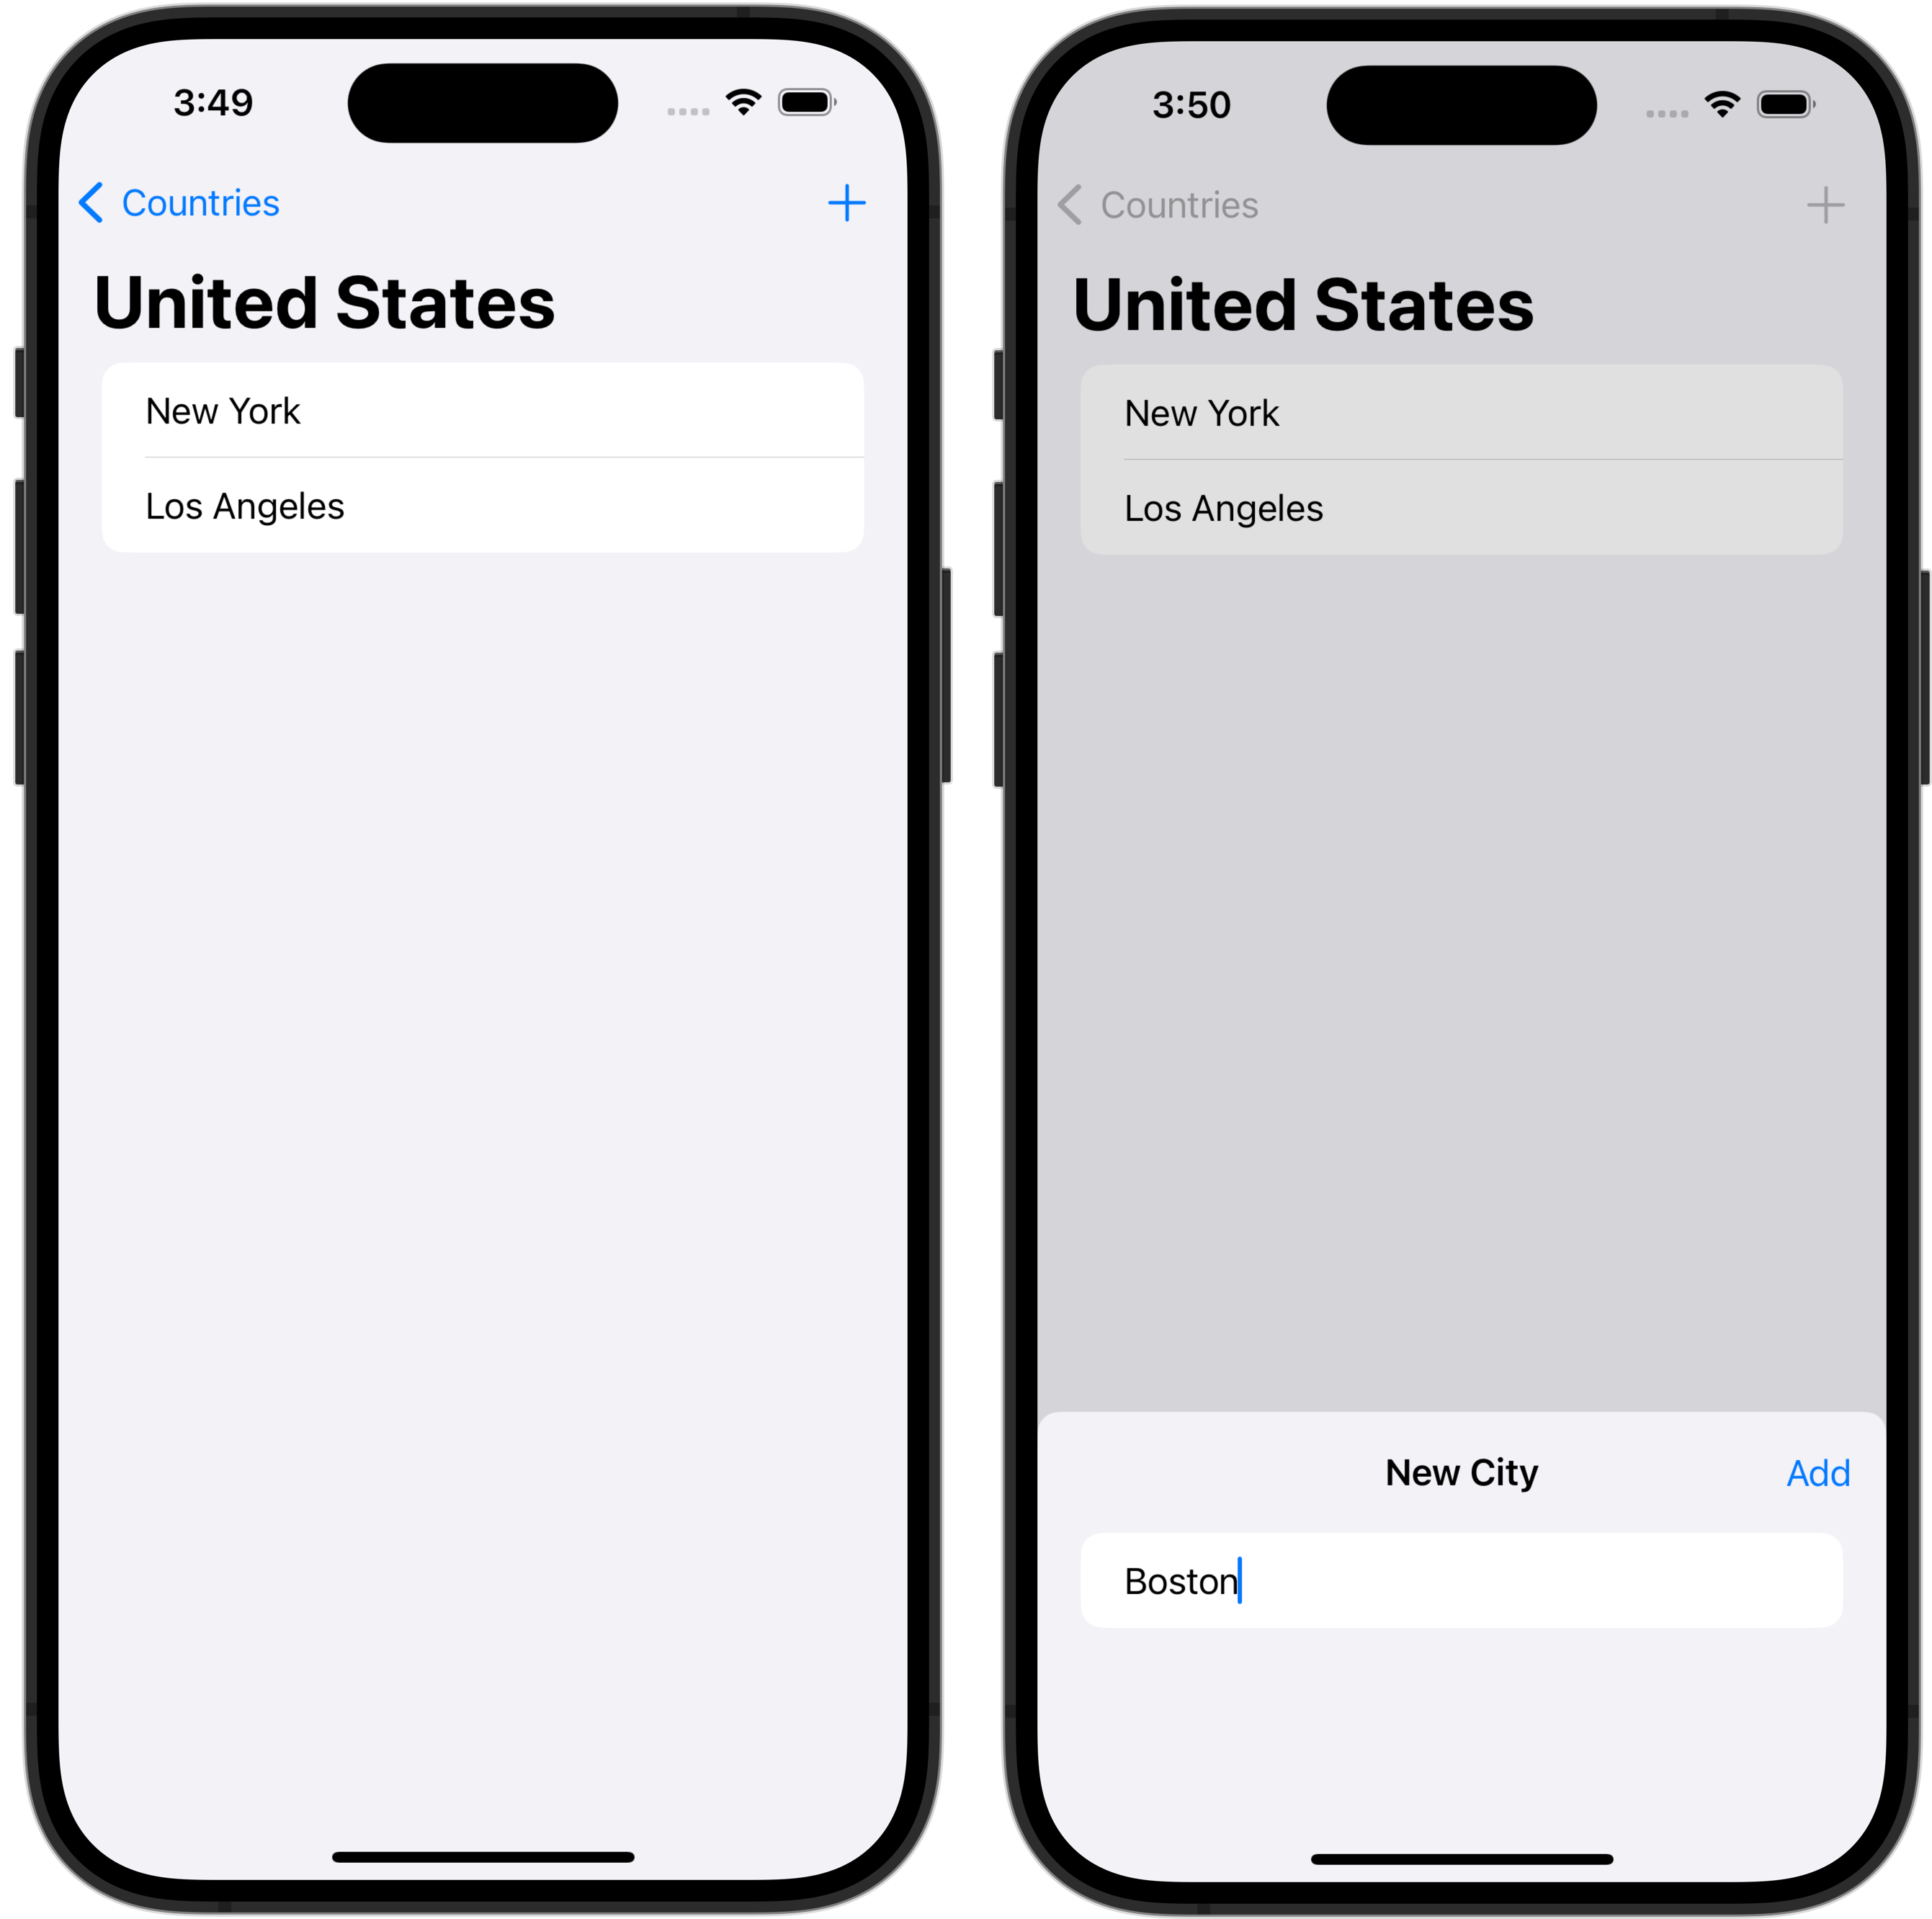 3:49
Countries
United States
New York
Los Angeles
3:50
Countries
United States
New York
Los Angeles
New City
Add
Boston